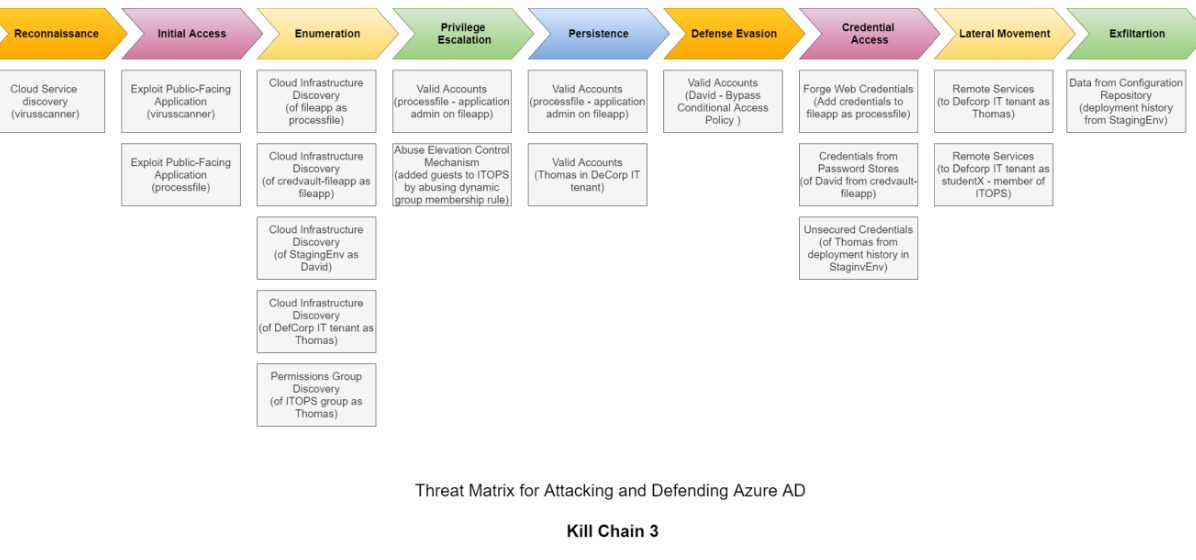 Reconnaissance
Initial Access
Enumeration
Privilege
Escalation
Persistence
Defense Evasion
Credential
Access
Lateral Movement
Exfiltartion
Cloud Service
discovery
(virusscanner)
Exploit Public-Facing
Application
(virusscanner)
Exploit Public-Facing
Application
(processfile)
Cloud Infrastructure
Discovery
(of fileapp as
processfile)
Cloud Infrastructure
Discovery
(of credvault-fileapp as
fileapp)
Cloud Infrastructure
Discovery
(of StagingEnv as
David)
Cloud Infrastructure
Discovery
(of DefCorp IT tenant as
Thomas)
Permissions Group
Discovery
(of ITOPS group as
Thomas)
Valid Accounts
(processfile - application
admin on fileapp)
Abuse Elevation Control
Mechanism
(added guests to ITOPS
by abusing dynamic
group membership rule)
Valid Accounts
(processfile - application
admin on fileapp)
Valid Accounts
(Thomas in DeCorp IT
tenant)
Valid Accounts
(David - Bypass
Conditional Access
Policy )
Forge Web Credentials
(Add credentials to
fileapp as processfile)
Credentials from
Password Stores
(of David from credvault-
fileapp)
Unsecured Credentials
(of Thomas from
deployment history in
StaginvEnv)
Remote Services
(to Defcorp IT tenant as
Thomas)
Remote Services
(to Defcorp IT tenant as
studentX - member of
ITOPS)
Data from Configuration
Repository
(deployment history
from StagingEnv)
Threat Matrix for Attacking and Defending Azure AD
Kill Chain 3